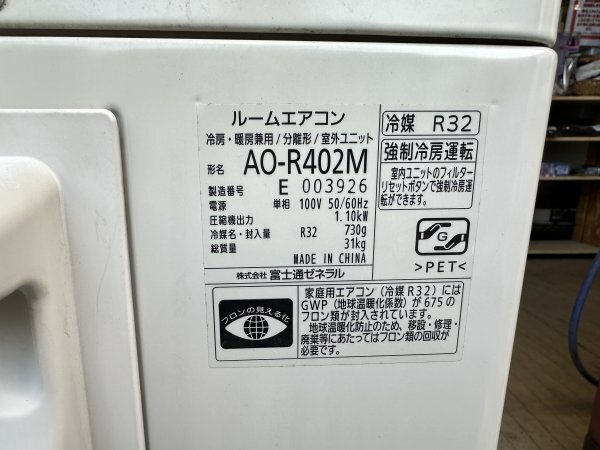 ルームエアコン
冷房・暖房兼用/分離形/室外ユニット
形名 AO-R402M
製造番号 E 003926
電源 単相 100V 50/60Hz
圧縮機出力 1.10kW
冷媒名・封入量 R32 730g
総質量 31kg
MADE IN CHINA
株式会社 富士通ゼネラル
冷媒 R32
強制冷房運転
室内ユニットのフィルター
リセットボタンで強制冷房運
転ができます。
G
>PET<
フロンの見える化
家庭用エアコン(冷媒R32)には
GWP(地球温暖化係数)が675の
フロン類が封入されています。
地球温暖化防止のため、移設・修理・
廃棄等にあたってはフロン類の回収が
必要です。